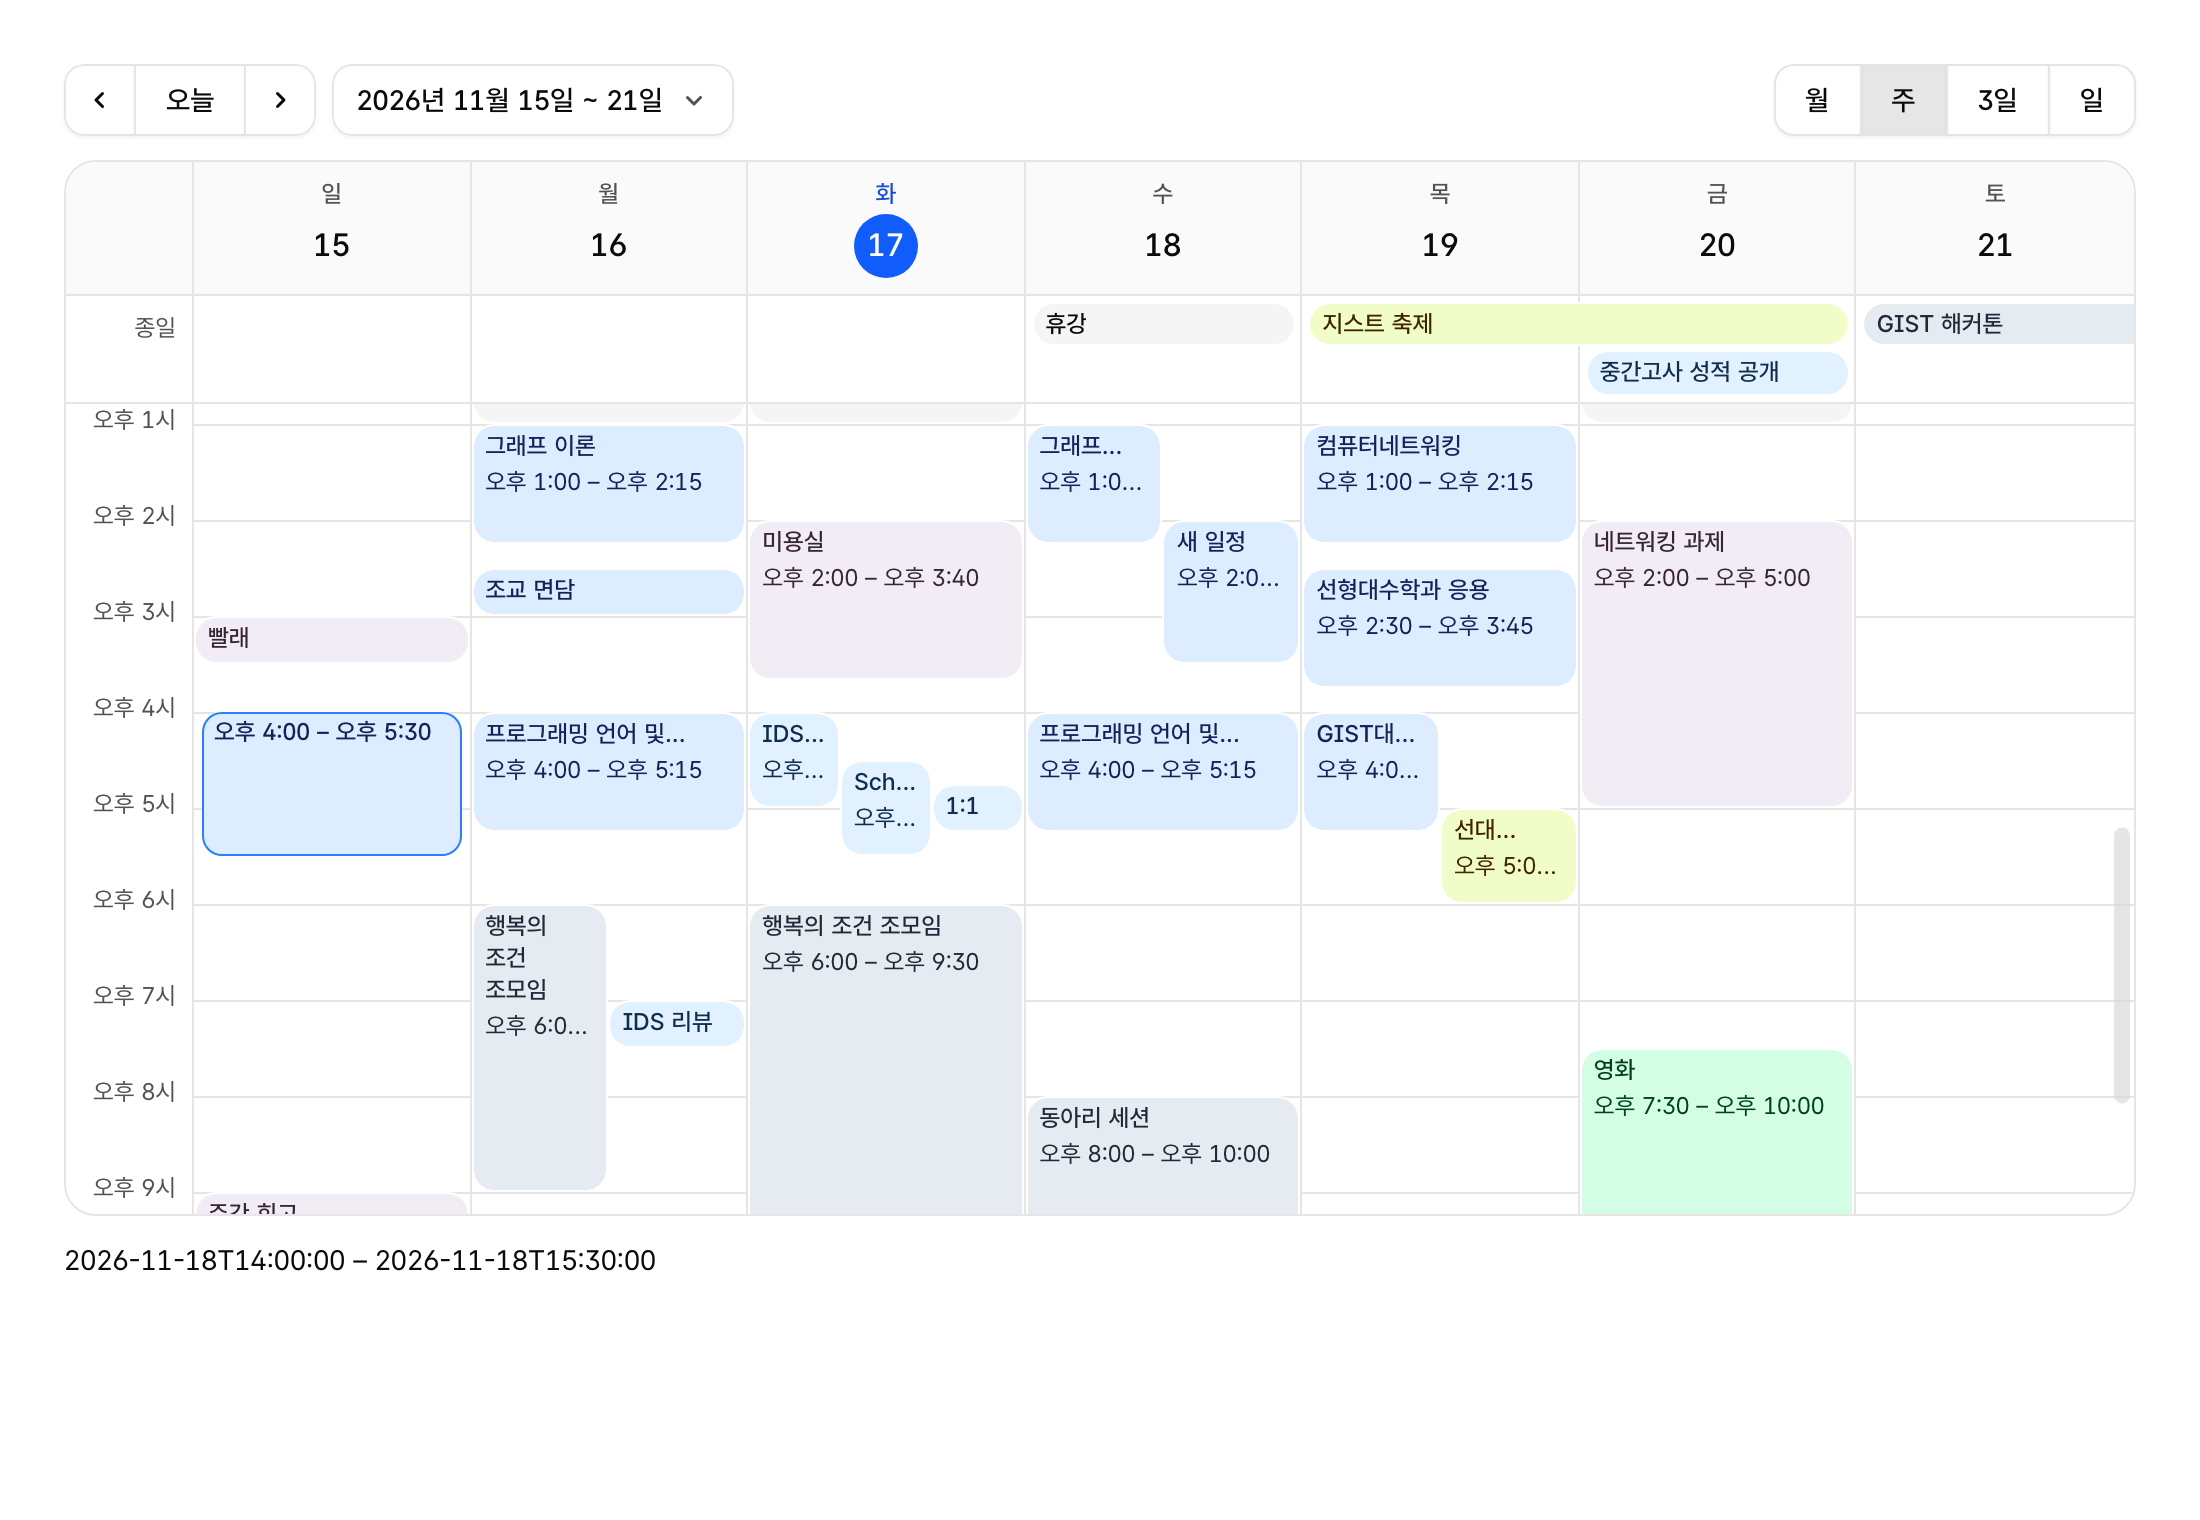 오늘
2026년 11월 15일 ~ 21일
월
주
3일
일
일
15
월
16
화
17
수
18
목
19
금
20
토
21
종일
휴강
지스트 축제
중간고사 성적 공개
GIST 해커톤
오후 1시
오후 2시
오후 3시
오후 4시
오후 5시
오후 6시
오후 7시
오후 8시
오후 9시
빨래
오후 4:00 – 오후 5:30
주간 회고
그래프 이론
오후 1:00 – 오후 2:15
조교 면담
프로그래밍 언어 및...
오후 4:00 – 오후 5:15
행복의
조건
조모임
오후 6:0...
IDS 리뷰
미용실
오후 2:00 – 오후 3:40
IDS...
오후...
Sch...
오후...
1:1
행복의 조건 조모임
오후 6:00 – 오후 9:30
그래프...
오후 1:0...
새 일정
오후 2:0...
프로그래밍 언어 및...
오후 4:00 – 오후 5:15
동아리 세션
오후 8:00 – 오후 10:00
컴퓨터네트워킹
오후 1:00 – 오후 2:15
선형대수학과 응용
오후 2:30 – 오후 3:45
GIST대...
오후 4:0...
선대...
오후 5:0...
네트워킹 과제
오후 2:00 – 오후 5:00
영화
오후 7:30 – 오후 10:00
2026-11-18T14:00:00 – 2026-11-18T15:30:00